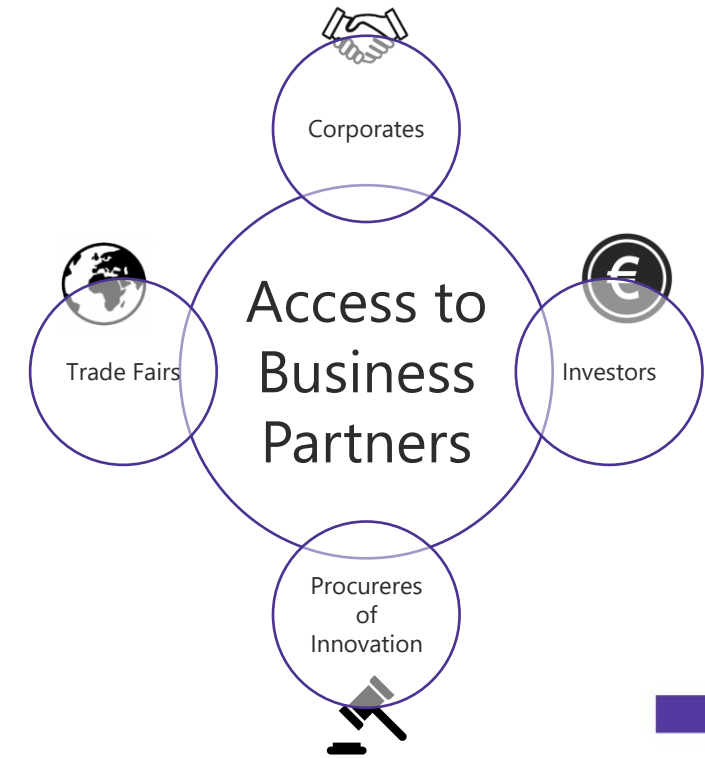 Corporates
Access to
Business
Partners
Trade Fairs
Investors
Procureres
of
Innovation
€